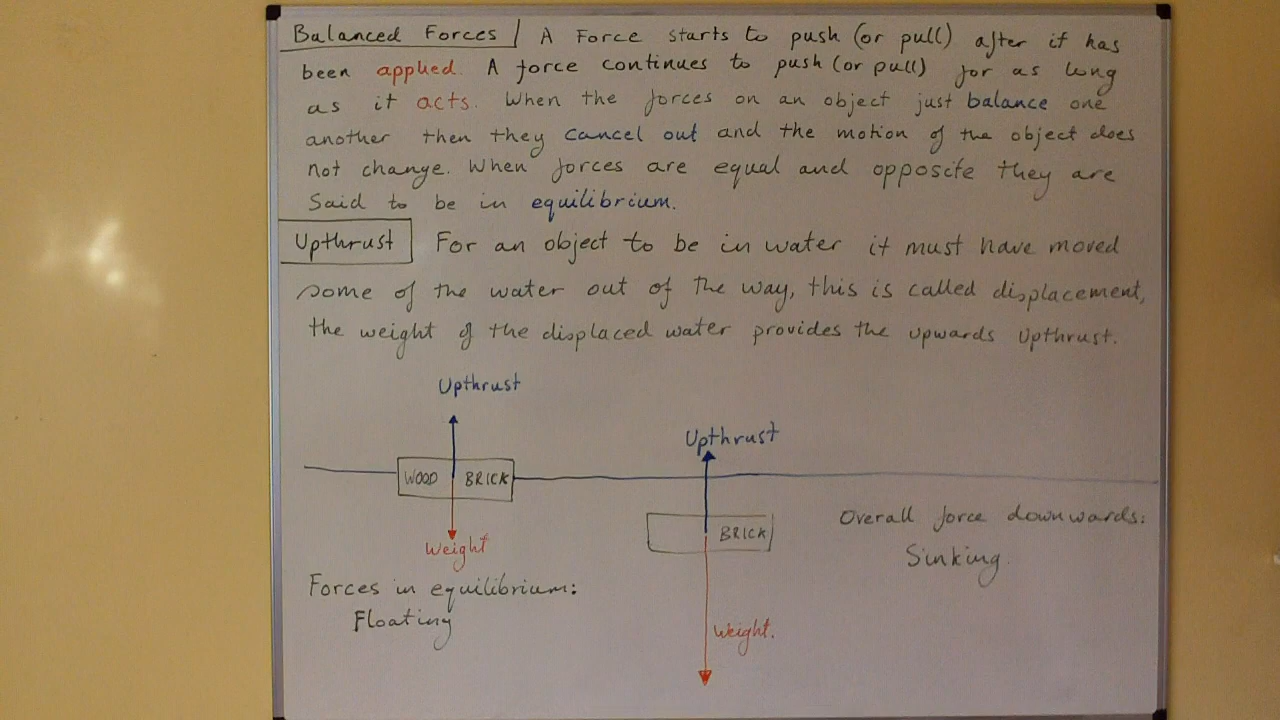 Balanced Forces A Force starts to push (or pull) after it has
been applied. A force continues to push (or pull) for as long
as it acts. When the forces on an object just balance one
another then they cancel out and the motion of the object does
not change. When forces are equal and opposite they are
Said to be in equilibrium.
Upthrust For an object to be in water it must have moved
some of the water out of the way, this is called displacement,
the weight of the displaced water provides the upwards Upthrust.
Upthrust
Upthrust
WOOD BRICK
BRICK
Overall force downwards:
Sinking.
Weight
Forces in equilibrium:
Floating
Weight.